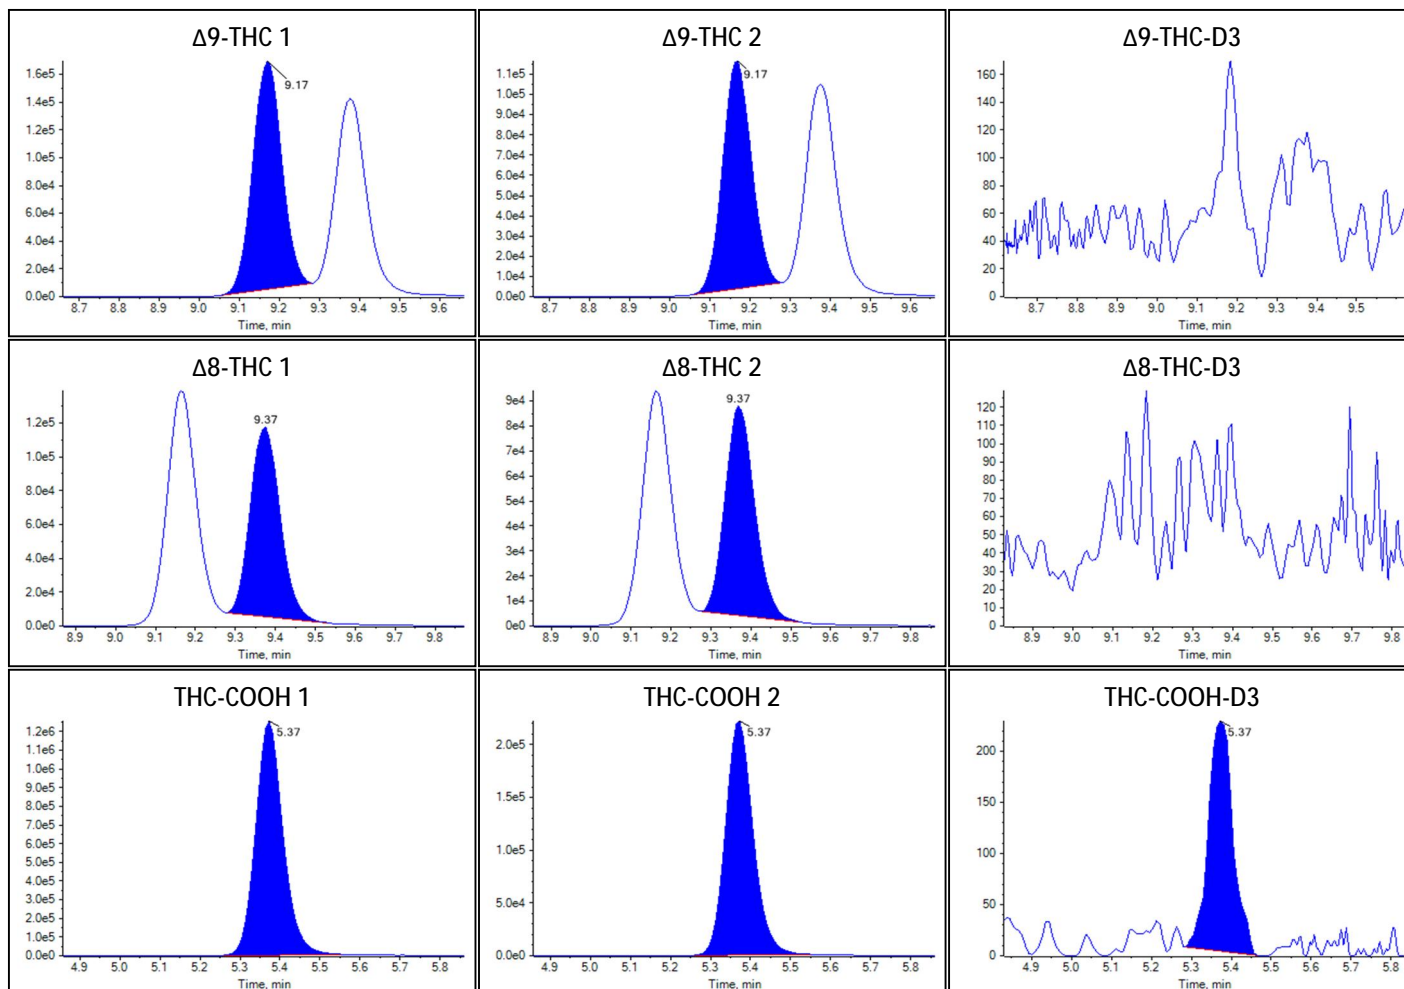 Δ9-THC 1
1.6e5
1.4e5
1.2e5
1.0e5
8.0e4
6.0e4
4.0e4
2.0e4
0.0e0
9.17
8.7 8.8 8.9 9.0 9.1 9.2 9.3 9.4 9.5 9.6
Time, min
Δ9-THC 2
1.1e5
1.0e5
9.0e4
8.0e4
7.0e4
6.0e4
5.0e4
4.0e4
3.0e4
2.0e4
1.0e4
0.0e0
9.17
8.7 8.8 8.9 9.0 9.1 9.2 9.3 9.4 9.5 9.6
Time, min
Δ9-THC-D3
160
140
120
100
80
60
40
20
0
8.7 8.8 8.9 9.0 9.1 9.2 9.3 9.4 9.5
Time, min
Δ8-THC 1
1.2e5
1.0e5
8.0e4
6.0e4
4.0e4
2.0e4
0.0e0
9.37
8.9 9.0 9.1 9.2 9.3 9.4 9.5 9.6 9.7 9.8
Time, min
Δ8-THC 2
9e4
8e4
7e4
6e4
5e4
4e4
3e4
2e4
1e4
0e0
9.37
8.9 9.0 9.1 9.2 9.3 9.4 9.5 9.6 9.7 9.8
Time, min
Δ8-THC-D3
120
110
100
90
80
70
60
50
40
30
20
10
0
8.9 9.0 9.1 9.2 9.3 9.4 9.5 9.6 9.7 9.8
Time, min
THC-COOH 1
1.2e6
1.1e6
1.0e6
9.0e5
8.0e5
7.0e5
6.0e5
5.0e5
4.0e5
3.0e5
2.0e5
1.0e5
0.0e0
5.37
4.9 5.0 5.1 5.2 5.3 5.4 5.5 5.6 5.7 5.8
Time, min
THC-COOH 2
2.0e5
1.5e5
1.0e5
5.0e4
0.0e0
5.37
4.9 5.0 5.1 5.2 5.3 5.4 5.5 5.6 5.7 5.8
Time, min
THC-COOH-D3
200
150
100
50
0
5.37
4.9 5.0 5.1 5.2 5.3 5.4 5.5 5.6 5.7 5.8
Time, min